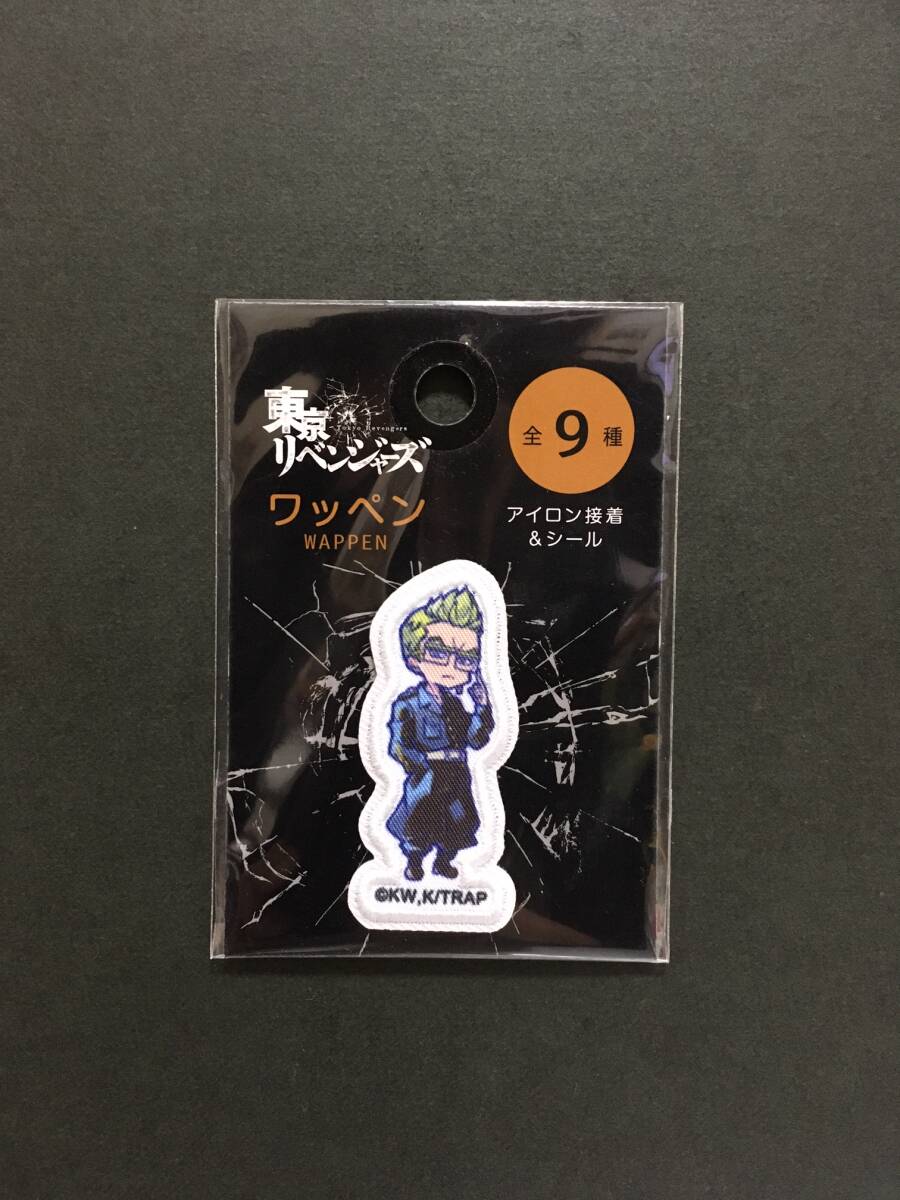 東京
Tokyo Revengers
リベンジャーズ
ワッペン
WAPPEN
全9種
アイロン接着
&シール
©KW,K/TRAP